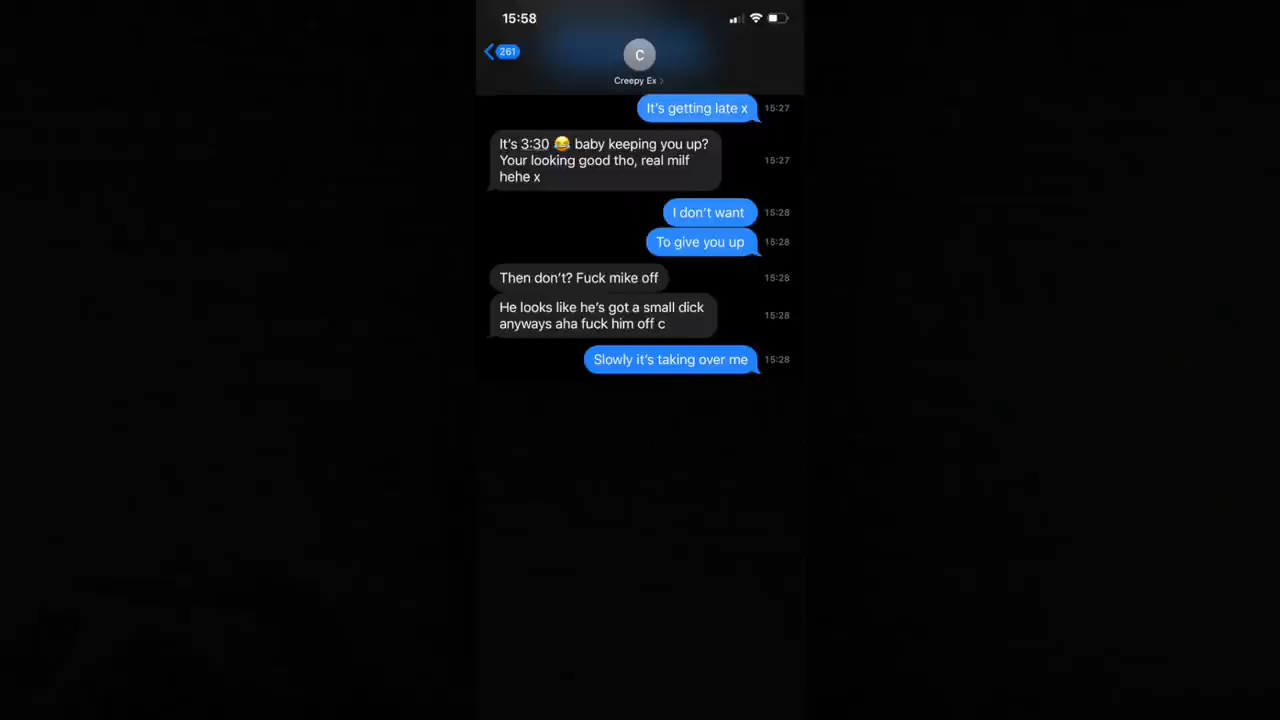 15:58
261
C
Creepy Ex >
It's getting late x 15:27
It's 3:30 😂 baby keeping you up?
Your looking good tho, real milf 15:27
hehe x
I don't want 15:28
To give you up 15:28
Then don't? Fuck mike off 15:28
He looks like he's got a small dick
anyways aha fuck him off c 15:28
Slowly it's taking over me 15:28